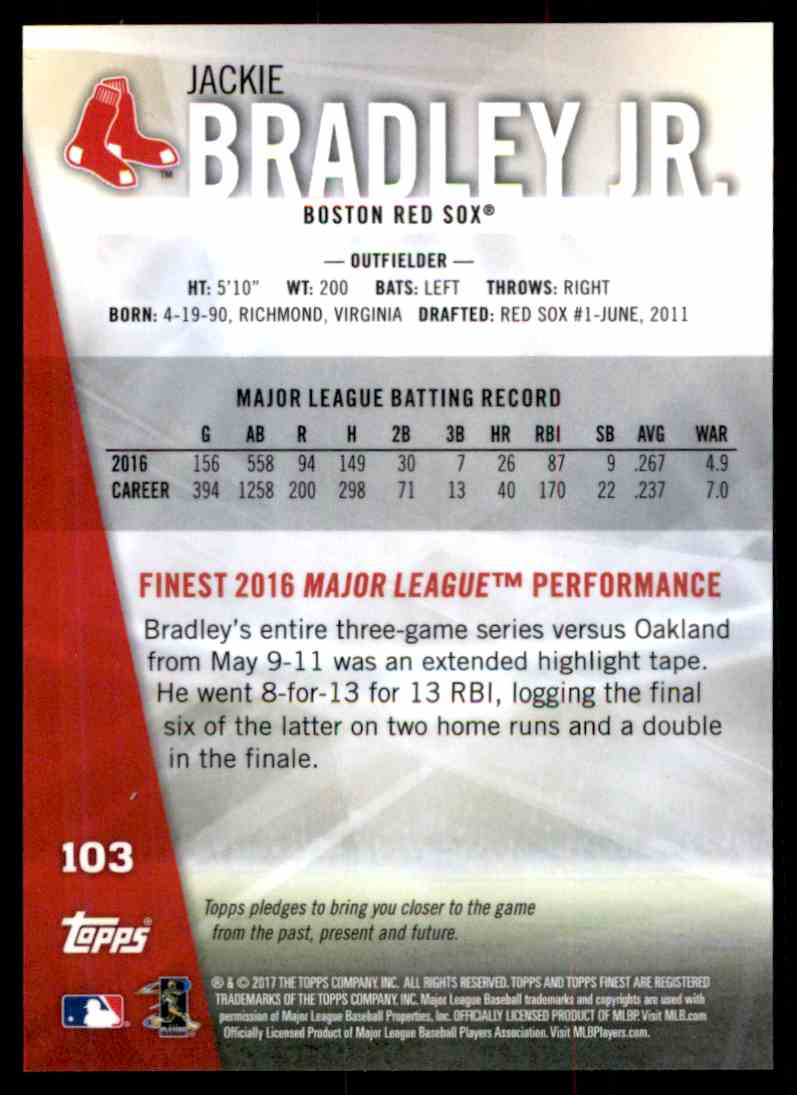 JACKIE
BRADLEY JR.
BOSTON RED SOX®
— OUTFIELDER —
HT: 5'10" WT: 200 BATS: LEFT THROWS: RIGHT
BORN: 4-19-90, RICHMOND, VIRGINIA DRAFTED: RED SOX #1-JUNE, 2011
MAJOR LEAGUE BATTING RECORD
G AB R H 2B 3B HR RBI SB AVG WAR
2016 156 558 94 149 30 7 26 87 9 .267 4.9
CAREER 394 1258 200 298 71 13 40 170 22 .237 7.0
FINEST 2016 MAJOR LEAGUE™ PERFORMANCE
Bradley's entire three-game series versus Oakland
from May 9-11 was an extended highlight tape.
He went 8-for-13 for 13 RBI, logging the final
six of the latter on two home runs and a double
in the finale.
103
Topps pledges to bring you closer to the game
from the past, present and future.
Topps®
® & © 2017 THE TOPPS COMPANY, INC. ALL RIGHTS RESERVED. TOPPS AND TOPPS FINEST ARE REGISTERED
TRADEMARKS OF THE TOPPS COMPANY, INC. Major League Baseball trademarks and copyrights are used with
permission of Major League Baseball Properties, Inc. OFFICIALLY LICENSED PRODUCT OF MLBP. Visit MLB.com
Officially Licensed Product of Major League Baseball Players Association. Visit MLBPlayers.com.